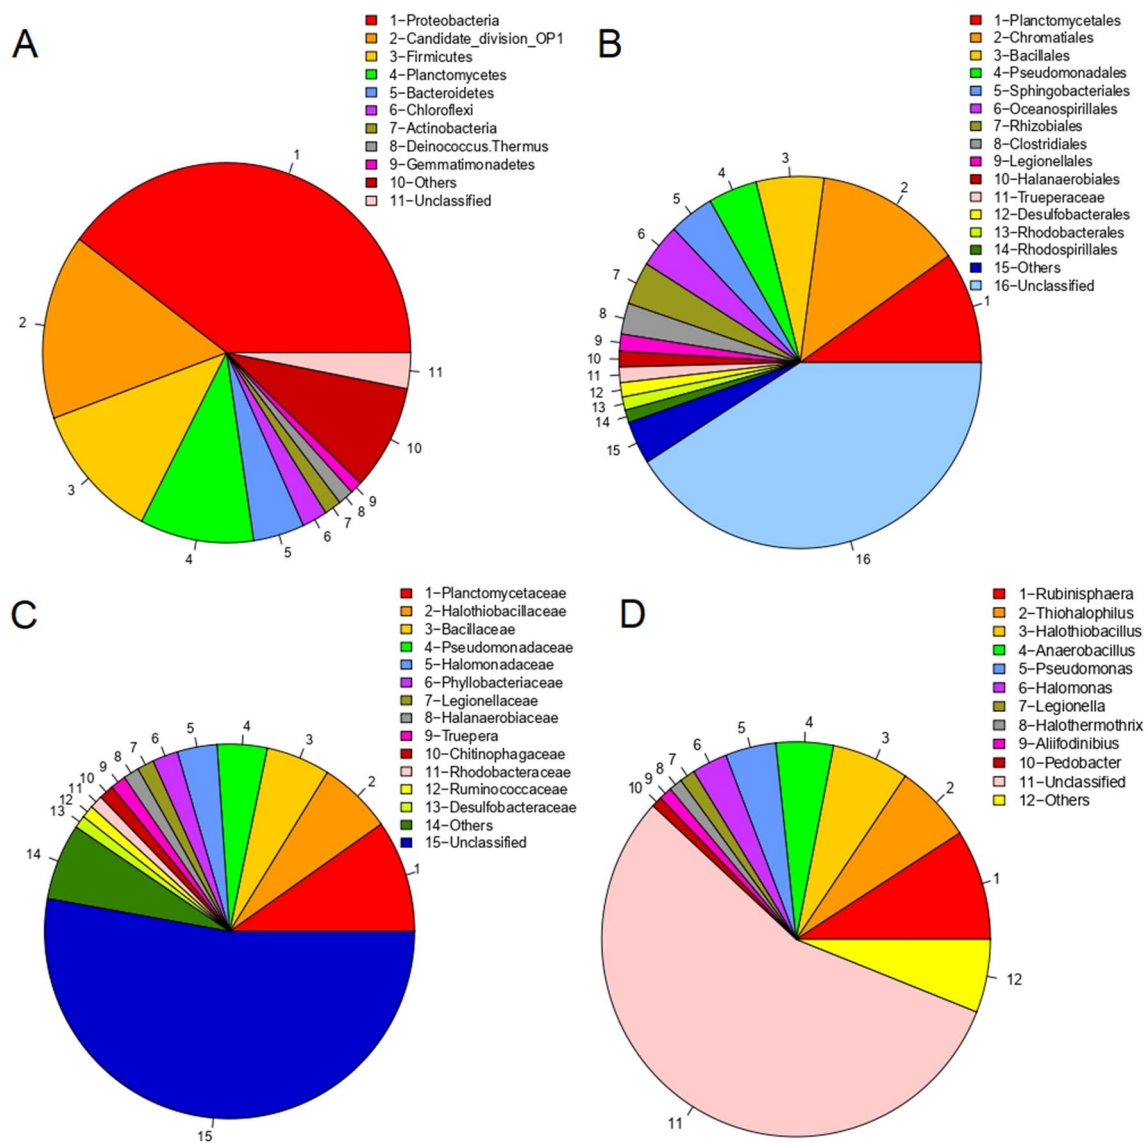 A
1-Proteobacteria
2-Candidate_division_OP1
3-Firmicutes
4-Planctomycetes
5-Bacteroidetes
6-Chloroflexi
7-Actinobacteria
8-Deinococcus.Thermus
9-Gemmatimonadetes
10-Others
11-Unclassified
1
2
3
4
5
6
7
8
9
10
11
B
1-Planctomycetales
2-Chromatiales
3-Bacillales
4-Pseudomonadales
5-Sphingobacteriales
6-Oceanospirillales
7-Rhizobiales
8-Clostridiales
9-Legionellales
10-Halanaerobiales
11-Trueperaceae
12-Desulfobacterales
13-Rhodobacterales
14-Rhodospirillales
15-Others
16-Unclassified
1
2
3
4
5
6
7
8
9
10
11
12
13
14
15
16
C
1-Planctomycetaceae
2-Halothiobacillaceae
3-Bacillaceae
4-Pseudomonadaceae
5-Halomonadaceae
6-Phyllobacteriaceae
7-Legionellaceae
8-Halanaerobiaceae
9-Truepera
10-Chitinophagaceae
11-Rhodobacteraceae
12-Ruminococcaceae
13-Desulfobacteraceae
14-Others
15-Unclassified
1
2
3
4
5
6
7
8
9
10
11
12
13
14
15
D
1-Rubinisphaera
2-Thiohalophilus
3-Halothiobacillus
4-Anaerobacillus
5-Pseudomonas
6-Halomonas
7-Legionella
8-Halothermothrix
9-Aliifodinibius
10-Pedobacter
11-Unclassified
12-Others
1
2
3
4
5
6
7
8
9
10
11
12